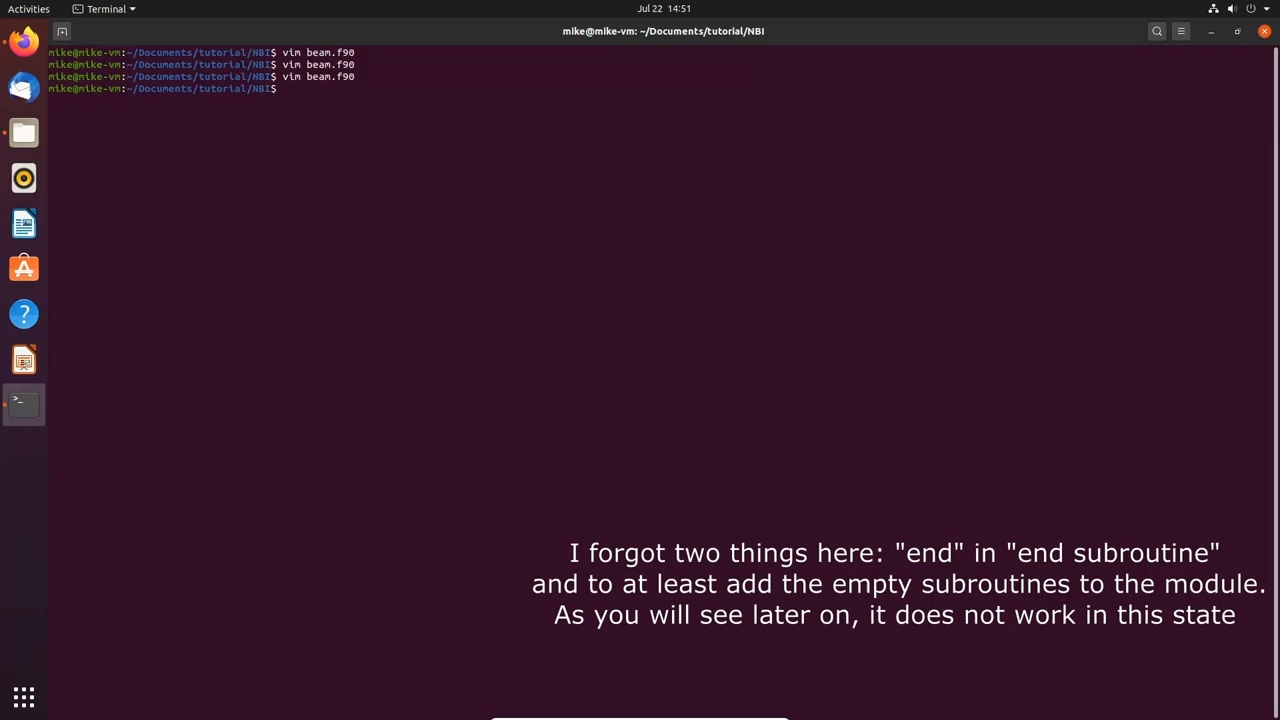 Activities
Terminal
Jul 22 14:51
mike@mike-vm: ~/Documents/tutorial/NBI
mike@mike-vm:~/Documents/tutorial/NBI$ vim beam.f90
mike@mike-vm:~/Documents/tutorial/NBI$ vim beam.f90
mike@mike-vm:~/Documents/tutorial/NBI$ vim beam.f90
mike@mike-vm:~/Documents/tutorial/NBI$
I forgot two things here: "end" in "end subroutine"
and to at least add the empty subroutines to the module.
As you will see later on, it does not work in this state